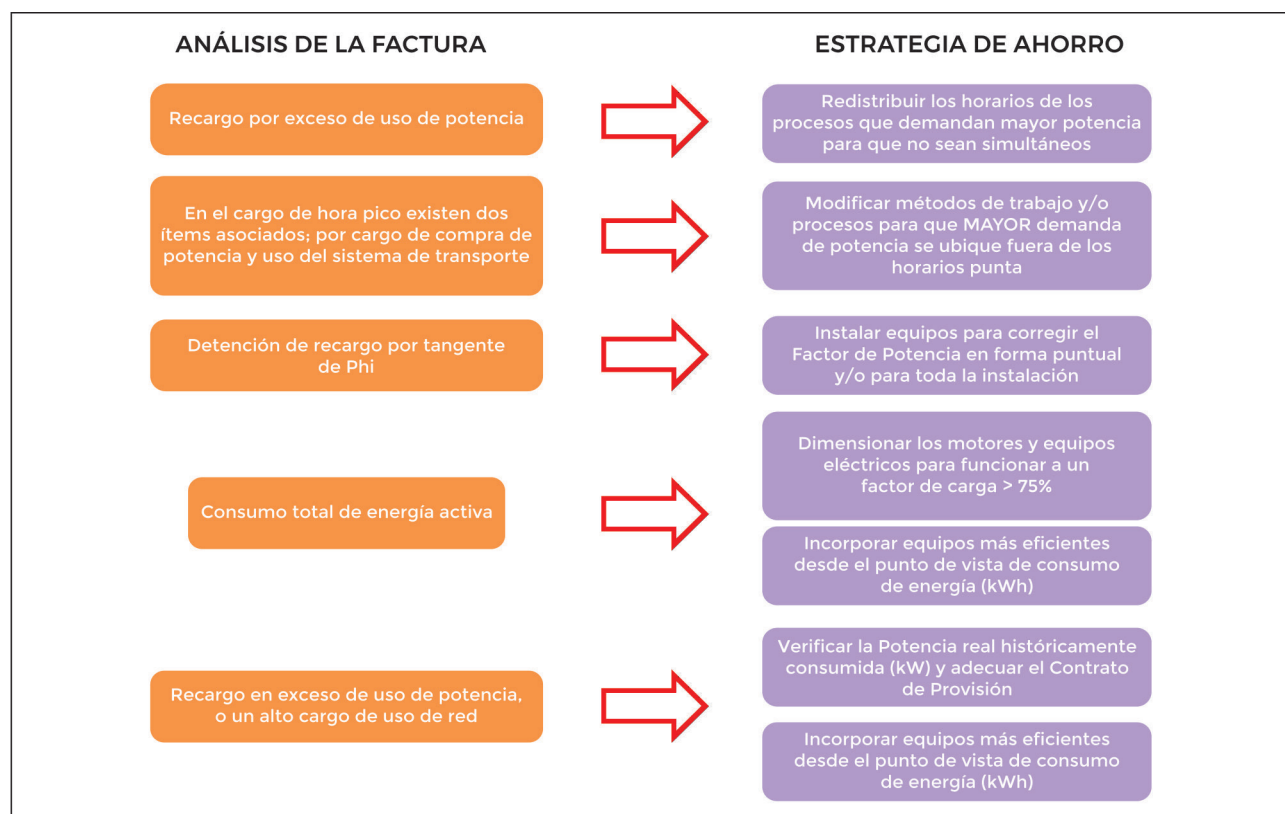 ANÁLISIS DE LA FACTURA
ESTRATEGIA DE AHORRO
Recargo por exceso de uso de potencia
Redistribuir los horarios de los
procesos que demandan mayor potencia
para que no sean simultáneos
En el cargo de hora pico existen dos
ítems asociados; por cargo de compra de
potencia y uso del sistema de transporte
Modificar métodos de trabajo y/o
procesos para que MAYOR demanda
de potencia se ubique fuera de los
horarios punta
Detención de recargo por tangente
de Phi
Instalar equipos para corregir el
Factor de Potencia en forma puntual
y/o para toda la instalación
Consumo total de energía activa
Dimensionar los motores y equipos
eléctricos para funcionar a un
factor de carga > 75%
Incorporar equipos más eficientes
desde el punto de vista de consumo
de energía (kWh)
Recargo en exceso de uso de potencia,
o un alto cargo de uso de red
Verificar la Potencia real históricamente
consumida (kW) y adecuar el Contrato
de Provisión
Incorporar equipos más eficientes
desde el punto de vista de consumo
de energía (kWh)